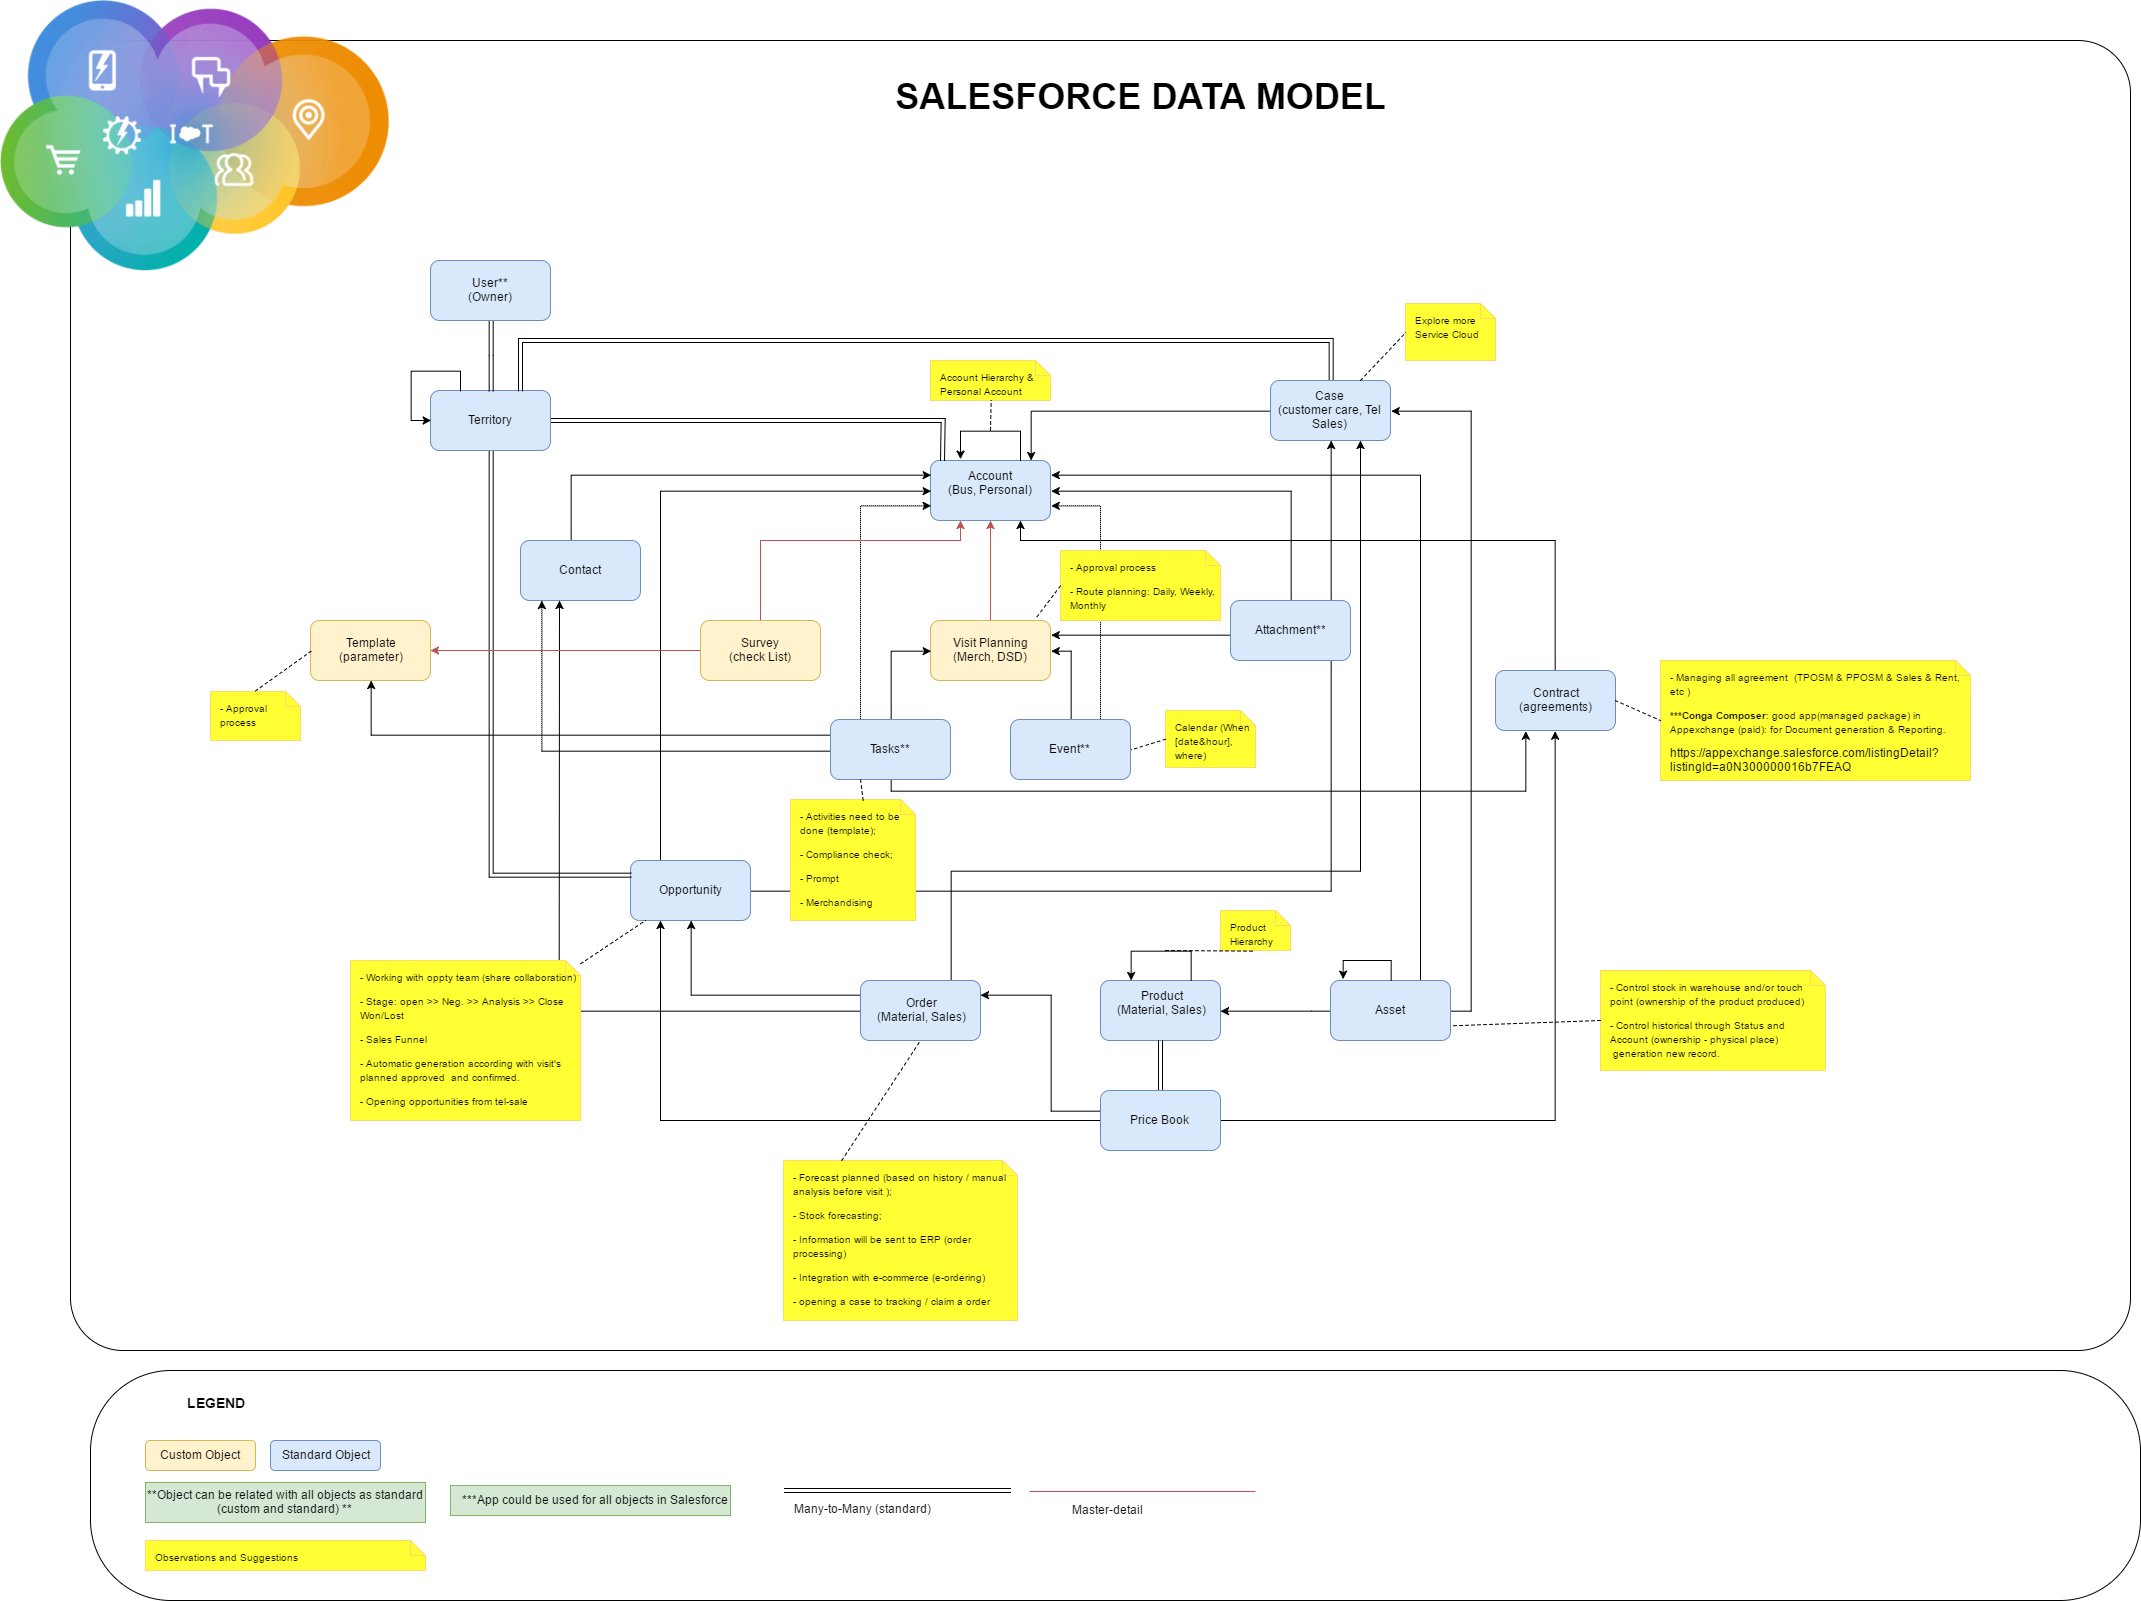 SALESFORCE DATA MODEL
I T
User**
(Owner)
Explore more
Service Cloud
Account Hierarchy &
Personal Account
Case
(customer care, Tel
Sales)
Territory
Account
(Bus, Personal)
Contact
- Approval process
- Route planning: Daily, Weekly,
Monthly
Attachment**
Template
(parameter)
Survey
(check List)
Visit Planning
(Merch, DSD)
- Approval
process
Contract
(agreements)
- Managing all agreement  (TPOSM & PPOSM & Sales & Rent,
etc )
***Conga Composer: good app(managed package) in
Appexchange (paid): for Document generation & Reporting.
https://appexchange.salesforce.com/listingDetail?
listingId=a0N300000016b7FEAQ
Tasks**
Event**
Calendar (When
[date&hour],
where)
- Activities need to be
done (template);
- Compliance check;
- Prompt
- Merchandising
Opportunity
Product
Hierarchy
- Working with oppty team (share collaboration)
- Stage: open >> Neg. >> Analysis >> Close
Won/Lost
- Sales Funnel
- Automatic generation according with visit's
planned approved  and confirmed.
- Opening opportunities from tel-sale
Order
(Material, Sales)
Product
(Material, Sales)
Asset
- Control stock in warehouse and/or touch
point (ownership of the product produced)
- Control historical through Status and
Account (ownership - physical place)
generation new record.
Price Book
- Forecast planned (based on history / manual
analysis before visit );
- Stock forecasting;
- Information will be sent to ERP (order
processing)
- Integration with e-commerce (e-ordering)
- opening a case to tracking / claim a order
LEGEND
Custom Object
Standard Object
**Object can be related with all objects as standard
(custom and standard) **
***App could be used for all objects in Salesforce
Many-to-Many (standard)
Master-detail
Observations and Suggestions